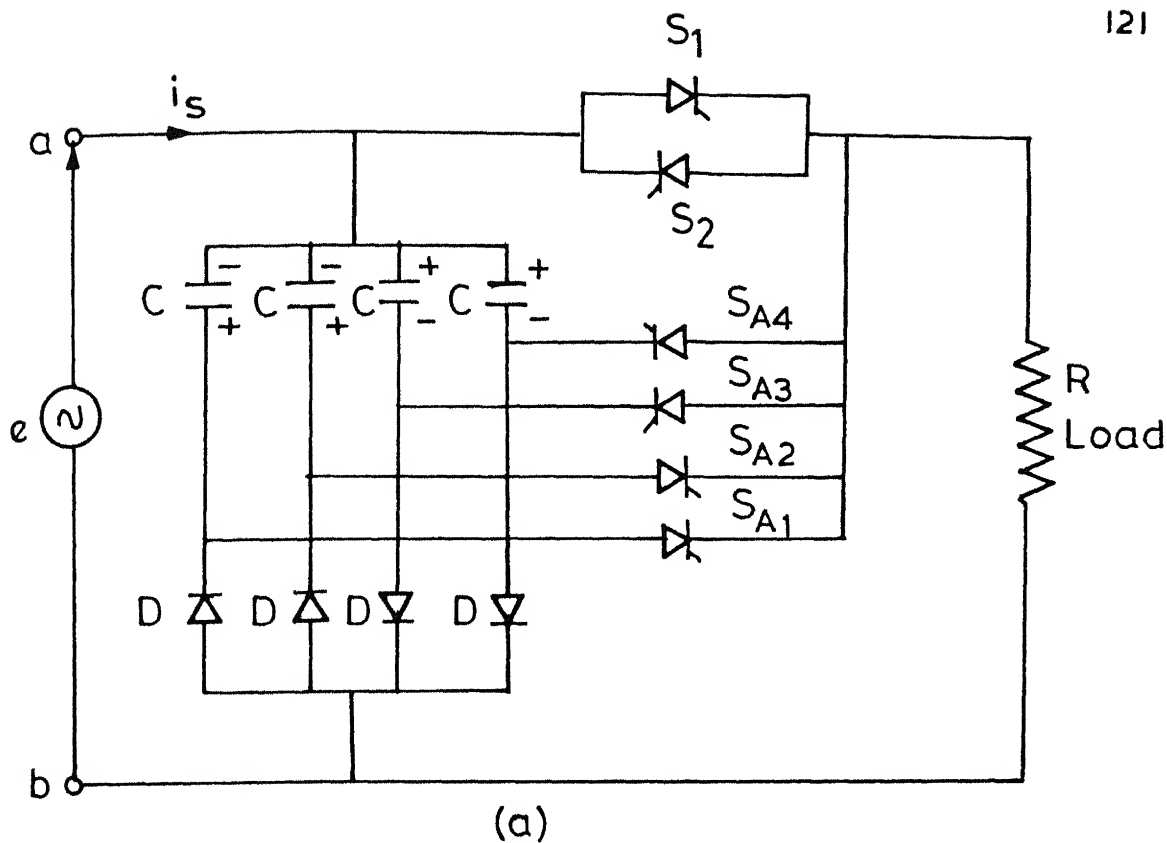 121
S1
iS
a
S2
− − + +
C C C C
+ + − −
SA4
SA3
R
e
Load
SA2
SA1
D D D D
b
(a)